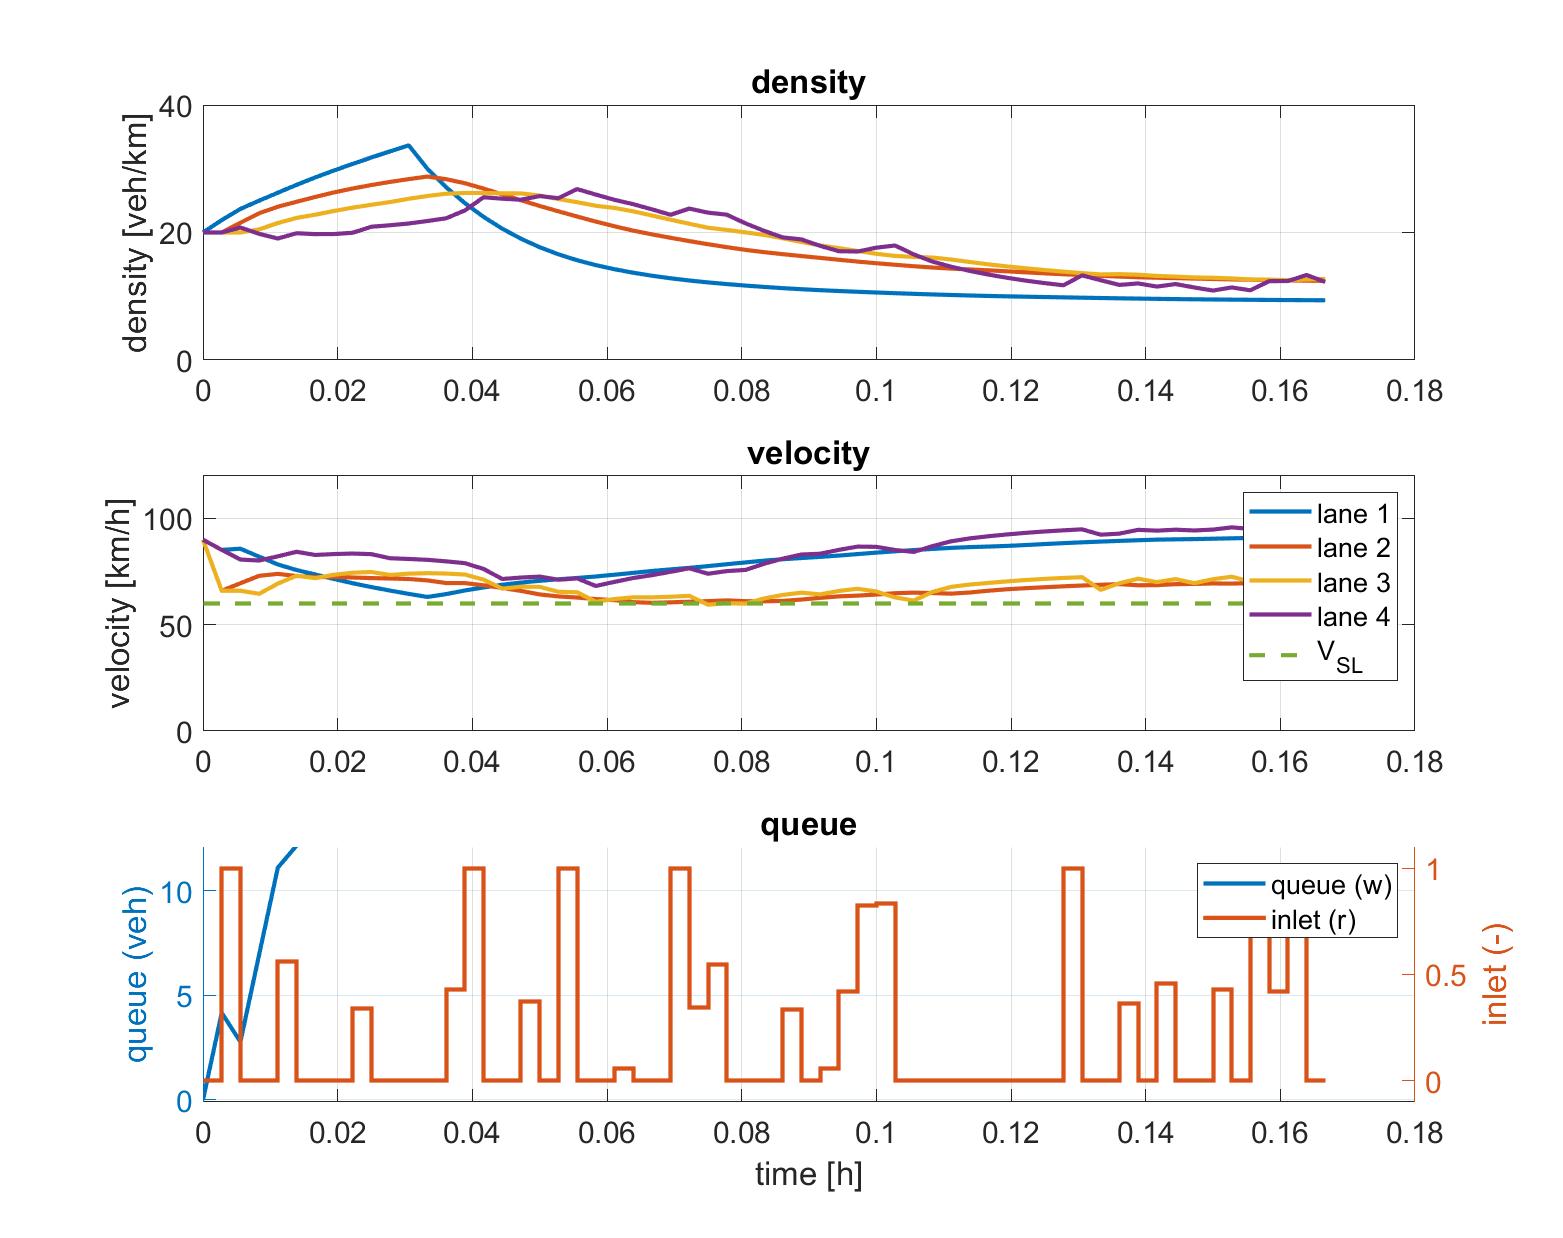 density
density [veh/km]
40
20
0
0 0.02 0.04 0.06 0.08 0.1 0.12 0.14 0.16 0.18
velocity
velocity [km/h]
100
50
0
lane 1
lane 2
lane 3
lane 4
V_SL
0 0.02 0.04 0.06 0.08 0.1 0.12 0.14 0.16 0.18
queue
queue (veh)
10
5
0
queue (w)
inlet (r)
1
0.5
0
inlet (-)
0 0.02 0.04 0.06 0.08 0.1 0.12 0.14 0.16 0.18
time [h]